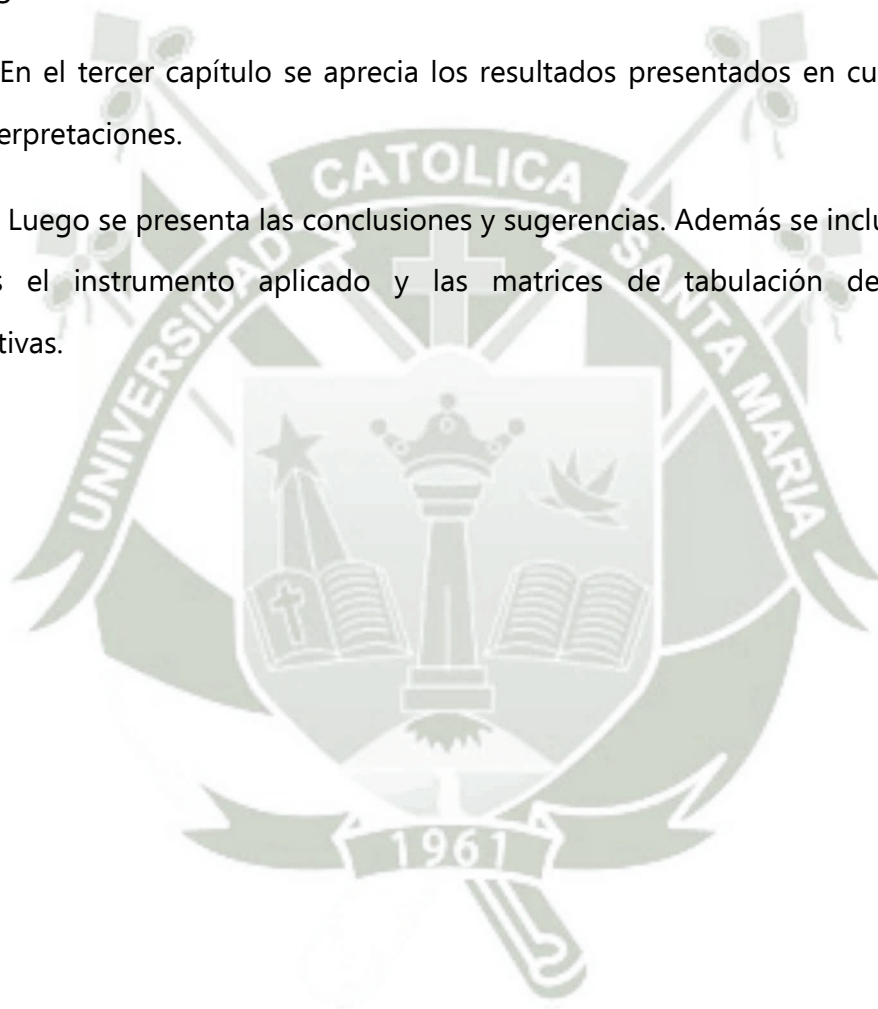 En el tercer capítulo se aprecia los resultados presentados en cu
erpretaciones.
Luego se presenta las conclusiones y sugerencias. Además se inclu
s el instrumento aplicado y las matrices de tabulación de
tivas.
UNIVERSIDAD CATOLICA SANTA MARIA
1961